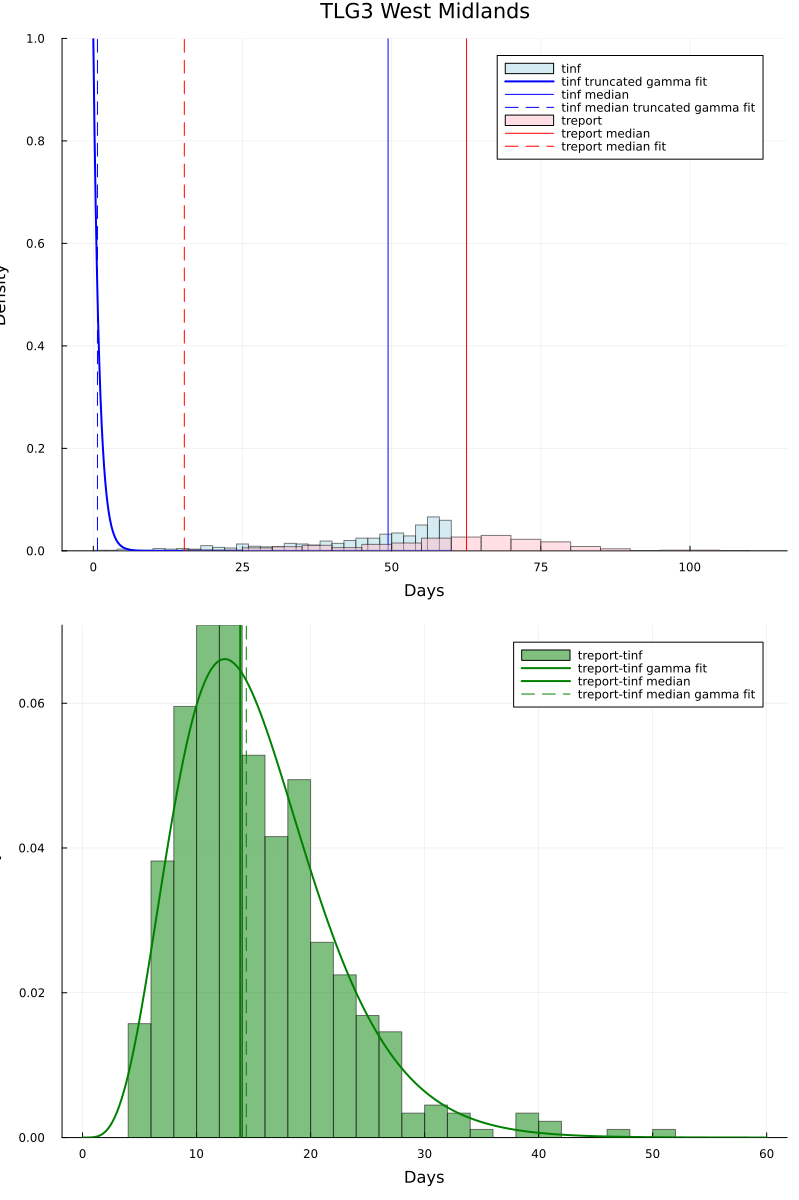 TLG3 West Midlands
1.0
0.8
0.6
0.4
0.2
0.0
Density
tinf
tinf truncated gamma fit
tinf median
tinf median truncated gamma fit
treport
treport median
treport median fit
0 25 50 75 100
Days
0.06
0.04
0.02
0.00
treport-tinf
treport-tinf gamma fit
treport-tinf median
treport-tinf median gamma fit
0 10 20 30 40 50 60
Days